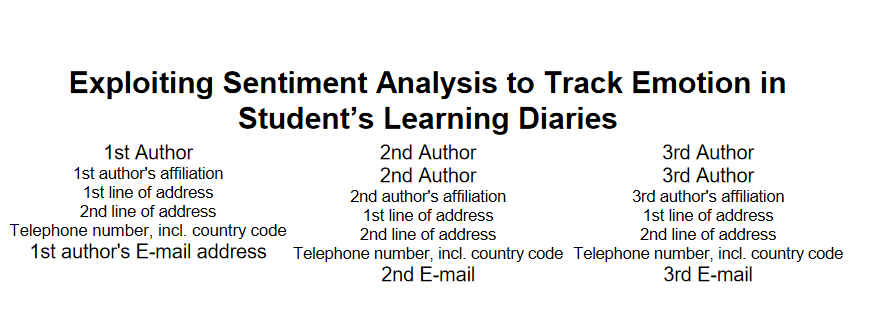 Exploiting Sentiment Analysis to Track Emotion in
Student’s Learning Diaries
1st Author
1st author's affiliation
1st line of address
2nd line of address
Telephone number, incl. country code
1st author's E-mail address
2nd Author
2nd Author
2nd author's affiliation
1st line of address
2nd line of address
Telephone number, incl. country code
2nd E-mail
3rd Author
3rd Author
3rd author's affiliation
1st line of address
2nd line of address
Telephone number, incl. country code
3rd E-mail